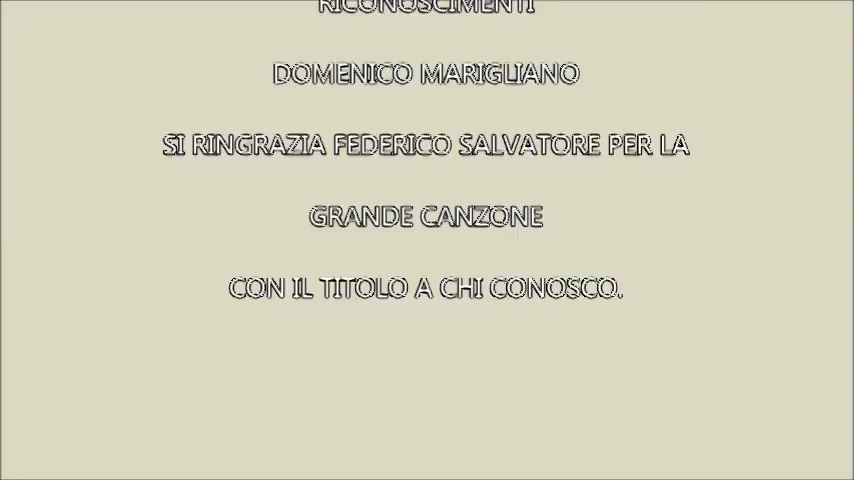 RICONOSCIMENTI
DOMENICO MARIGLIANO
SI RINGRAZIA FEDERICO SALVATORE PER LA
GRANDE CANZONE
CON IL TITOLO A CHI CONOSCO.